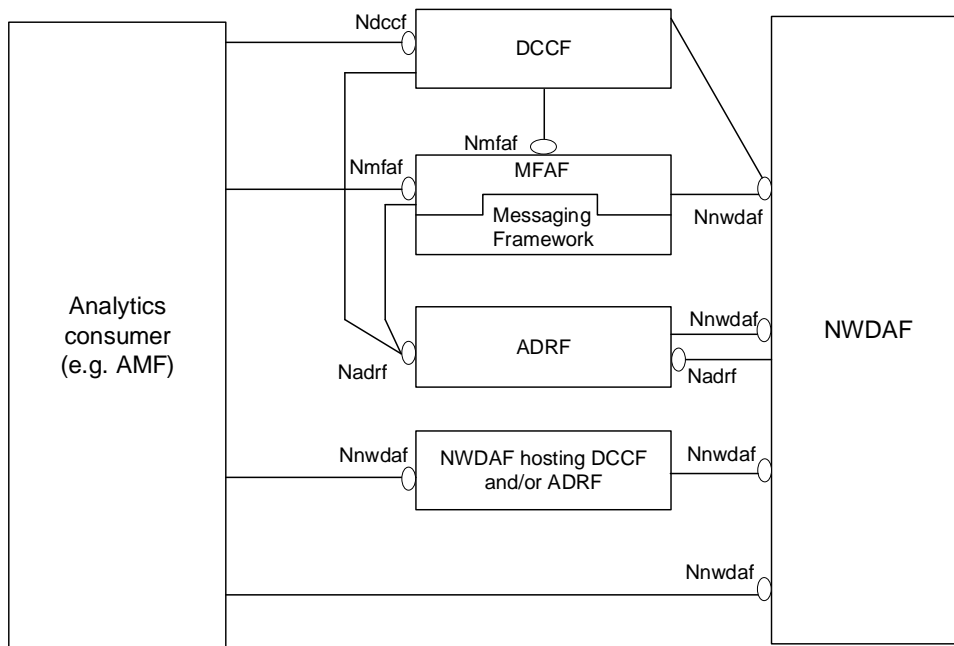 Ndccf
DCCF
Nmfaf
Nmfaf
MFAF
Nnwdaf
Messaging
Framework
Analytics
consumer
(e.g. AMF)
Nnwdaf
ADRF
NWDAF
Nadrf
Nadrf
Nnwdaf
NWDAF hosting DCCF
and/or ADRF
Nnwdaf
Nnwdaf